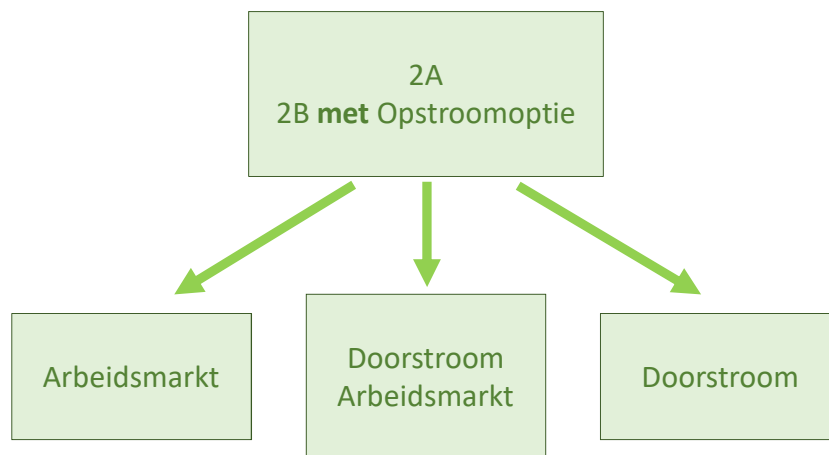 2A
2B met Opstroomoptie
Arbeidsmarkt
Doorstroom
Arbeidsmarkt
Doorstroom